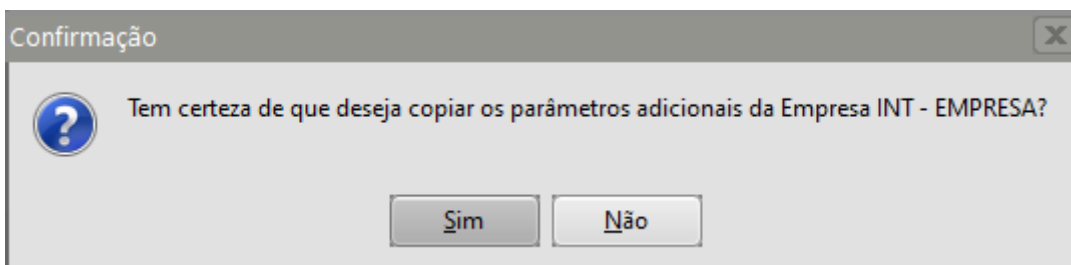 Confirmação
Tem certeza de que deseja copiar os parâmetros adicionais da Empresa INT - EMPRESA?
Sim
Não